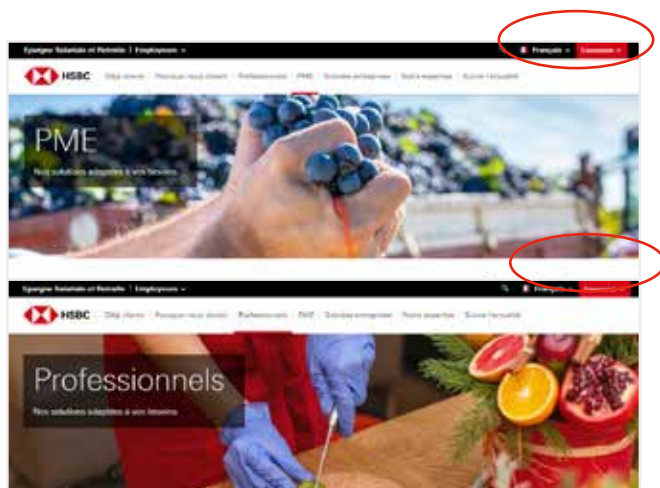 Epargne Salariale et Retraite | Employeurs
Français Connexion
HSBC Déjà clients Pourquoi nous choisir Professionnels PME Grandes entreprises Notre expertise Suivre l'actualité
PME
Nos solutions adaptées à vos besoins
Epargne Salariale et Retraite | Employeurs
Français Connexion
HSBC Déjà clients Pourquoi nous choisir Professionnels PME Grandes entreprises Notre expertise Suivre l'actualité
Professionnels
Nos solutions adaptées à vos besoins